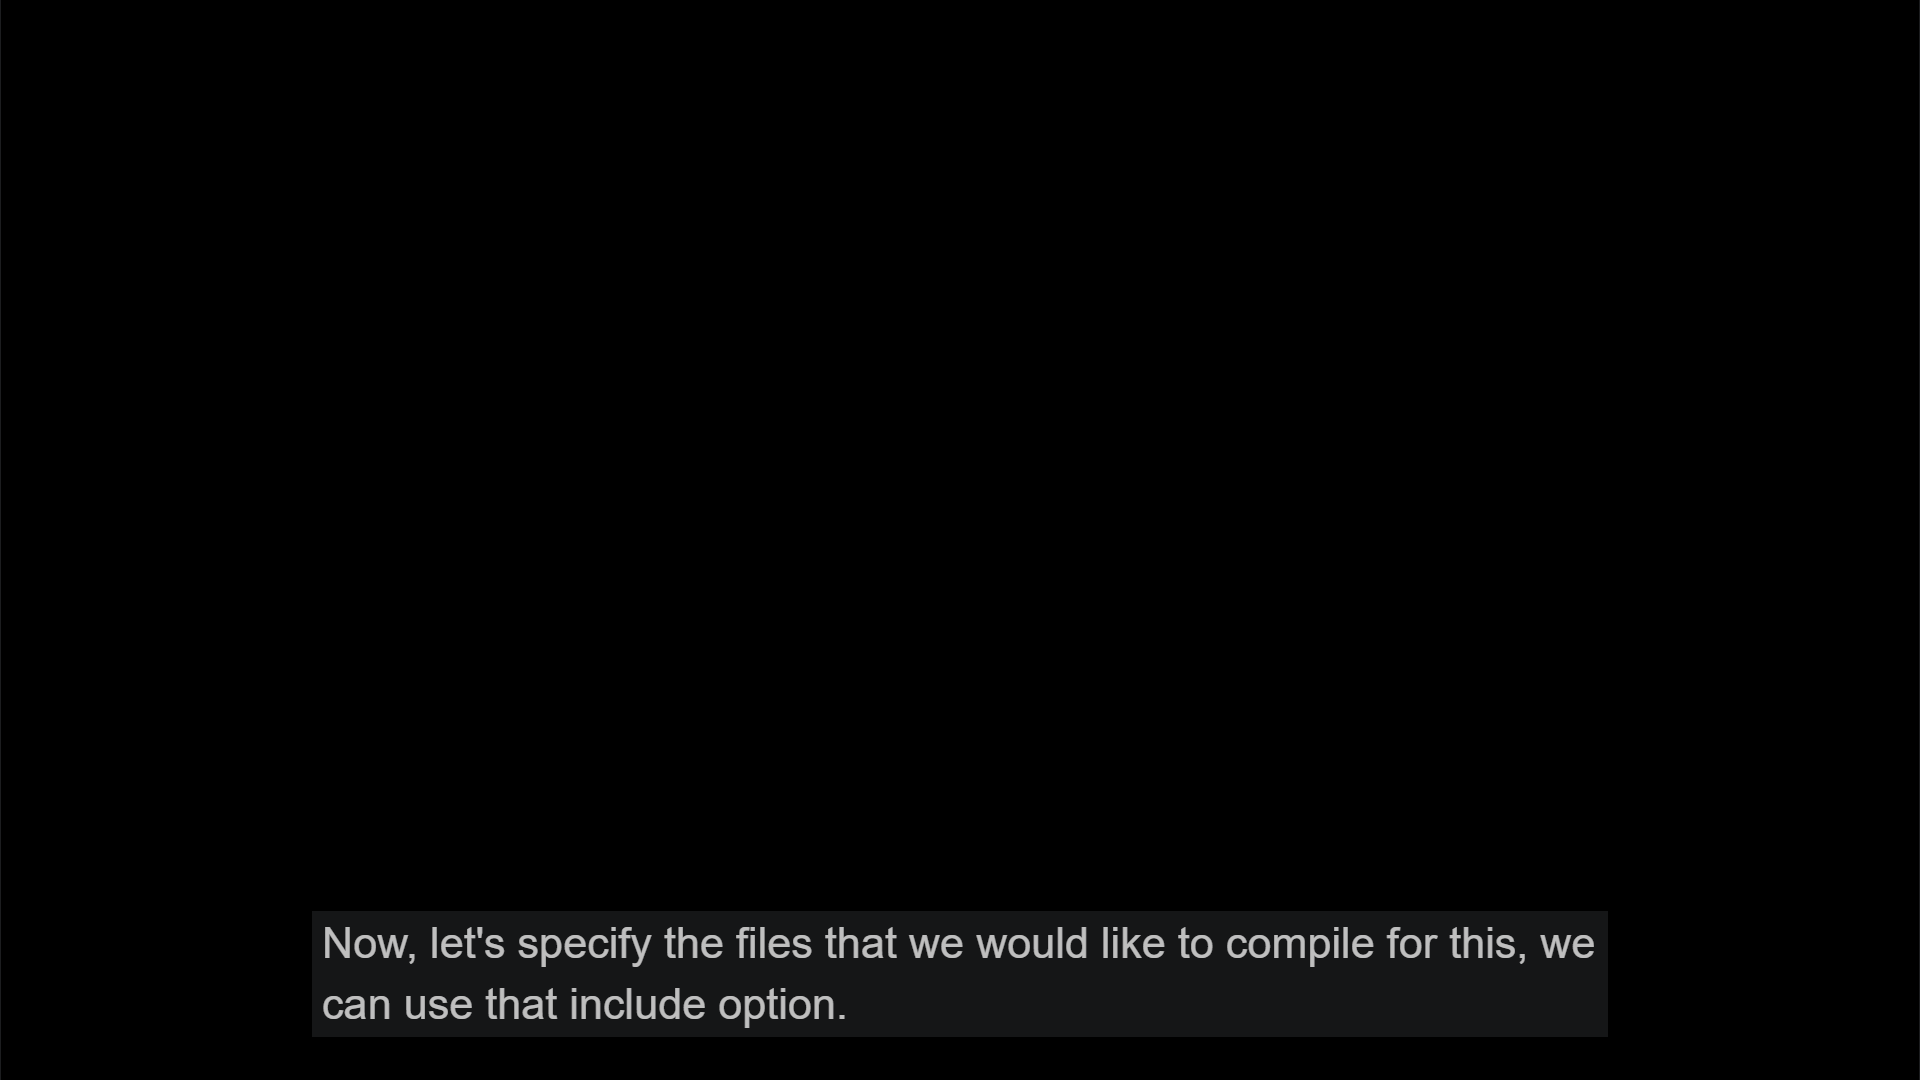 Now, let's specify the files that we would like to compile for this, we
can use that include option.